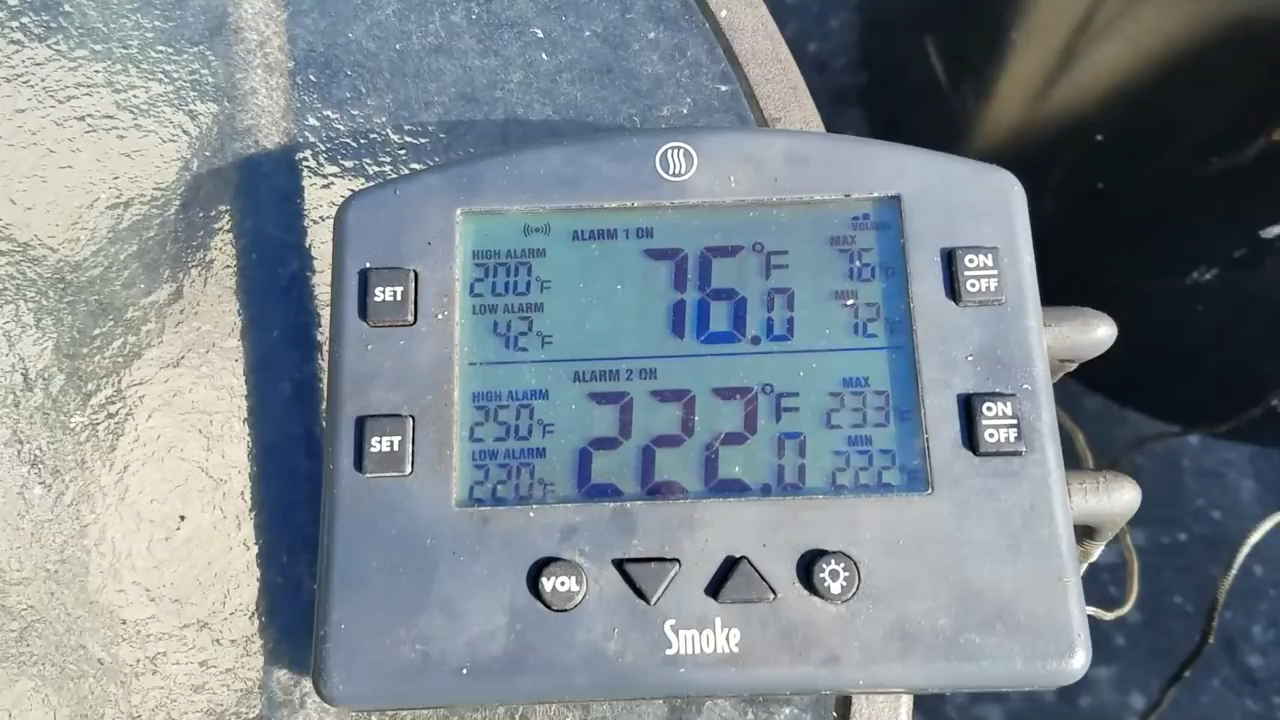 ALARM 1 ON
VOLUME
HIGH ALARM
200°F
LOW ALARM
42°F
76.0°F
MAX
76°F
MIN
72°F
ALARM 2 ON
HIGH ALARM
250°F
LOW ALARM
220°F
222.0°F
MAX
233°F
MIN
222°F
SET
SET
ON
OFF
ON
OFF
VOL
Smoke